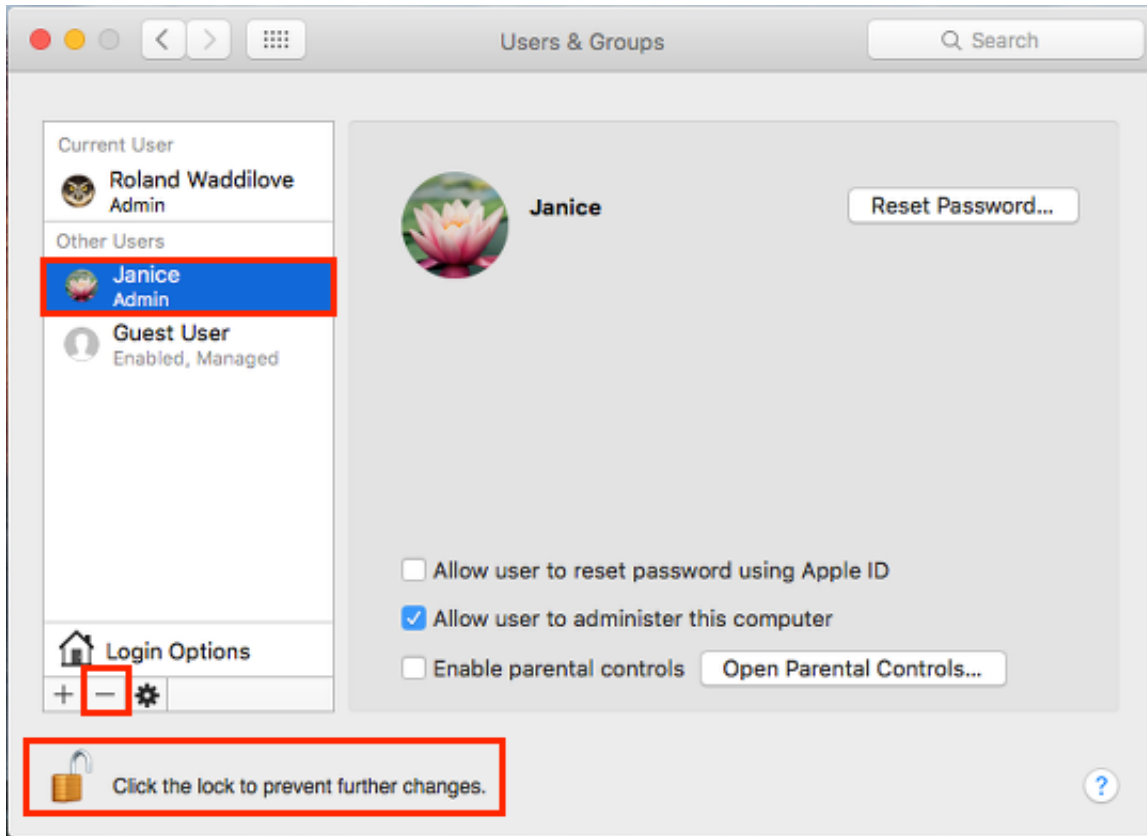 Users & Groups
Search
Current User
Roland Waddilove
Admin
Other Users
Janice
Admin
Guest User
Enabled, Managed
Login Options
+ −
Janice
Reset Password...
Allow user to reset password using Apple ID
Allow user to administer this computer
Enable parental controls
Open Parental Controls...
Click the lock to prevent further changes.
?